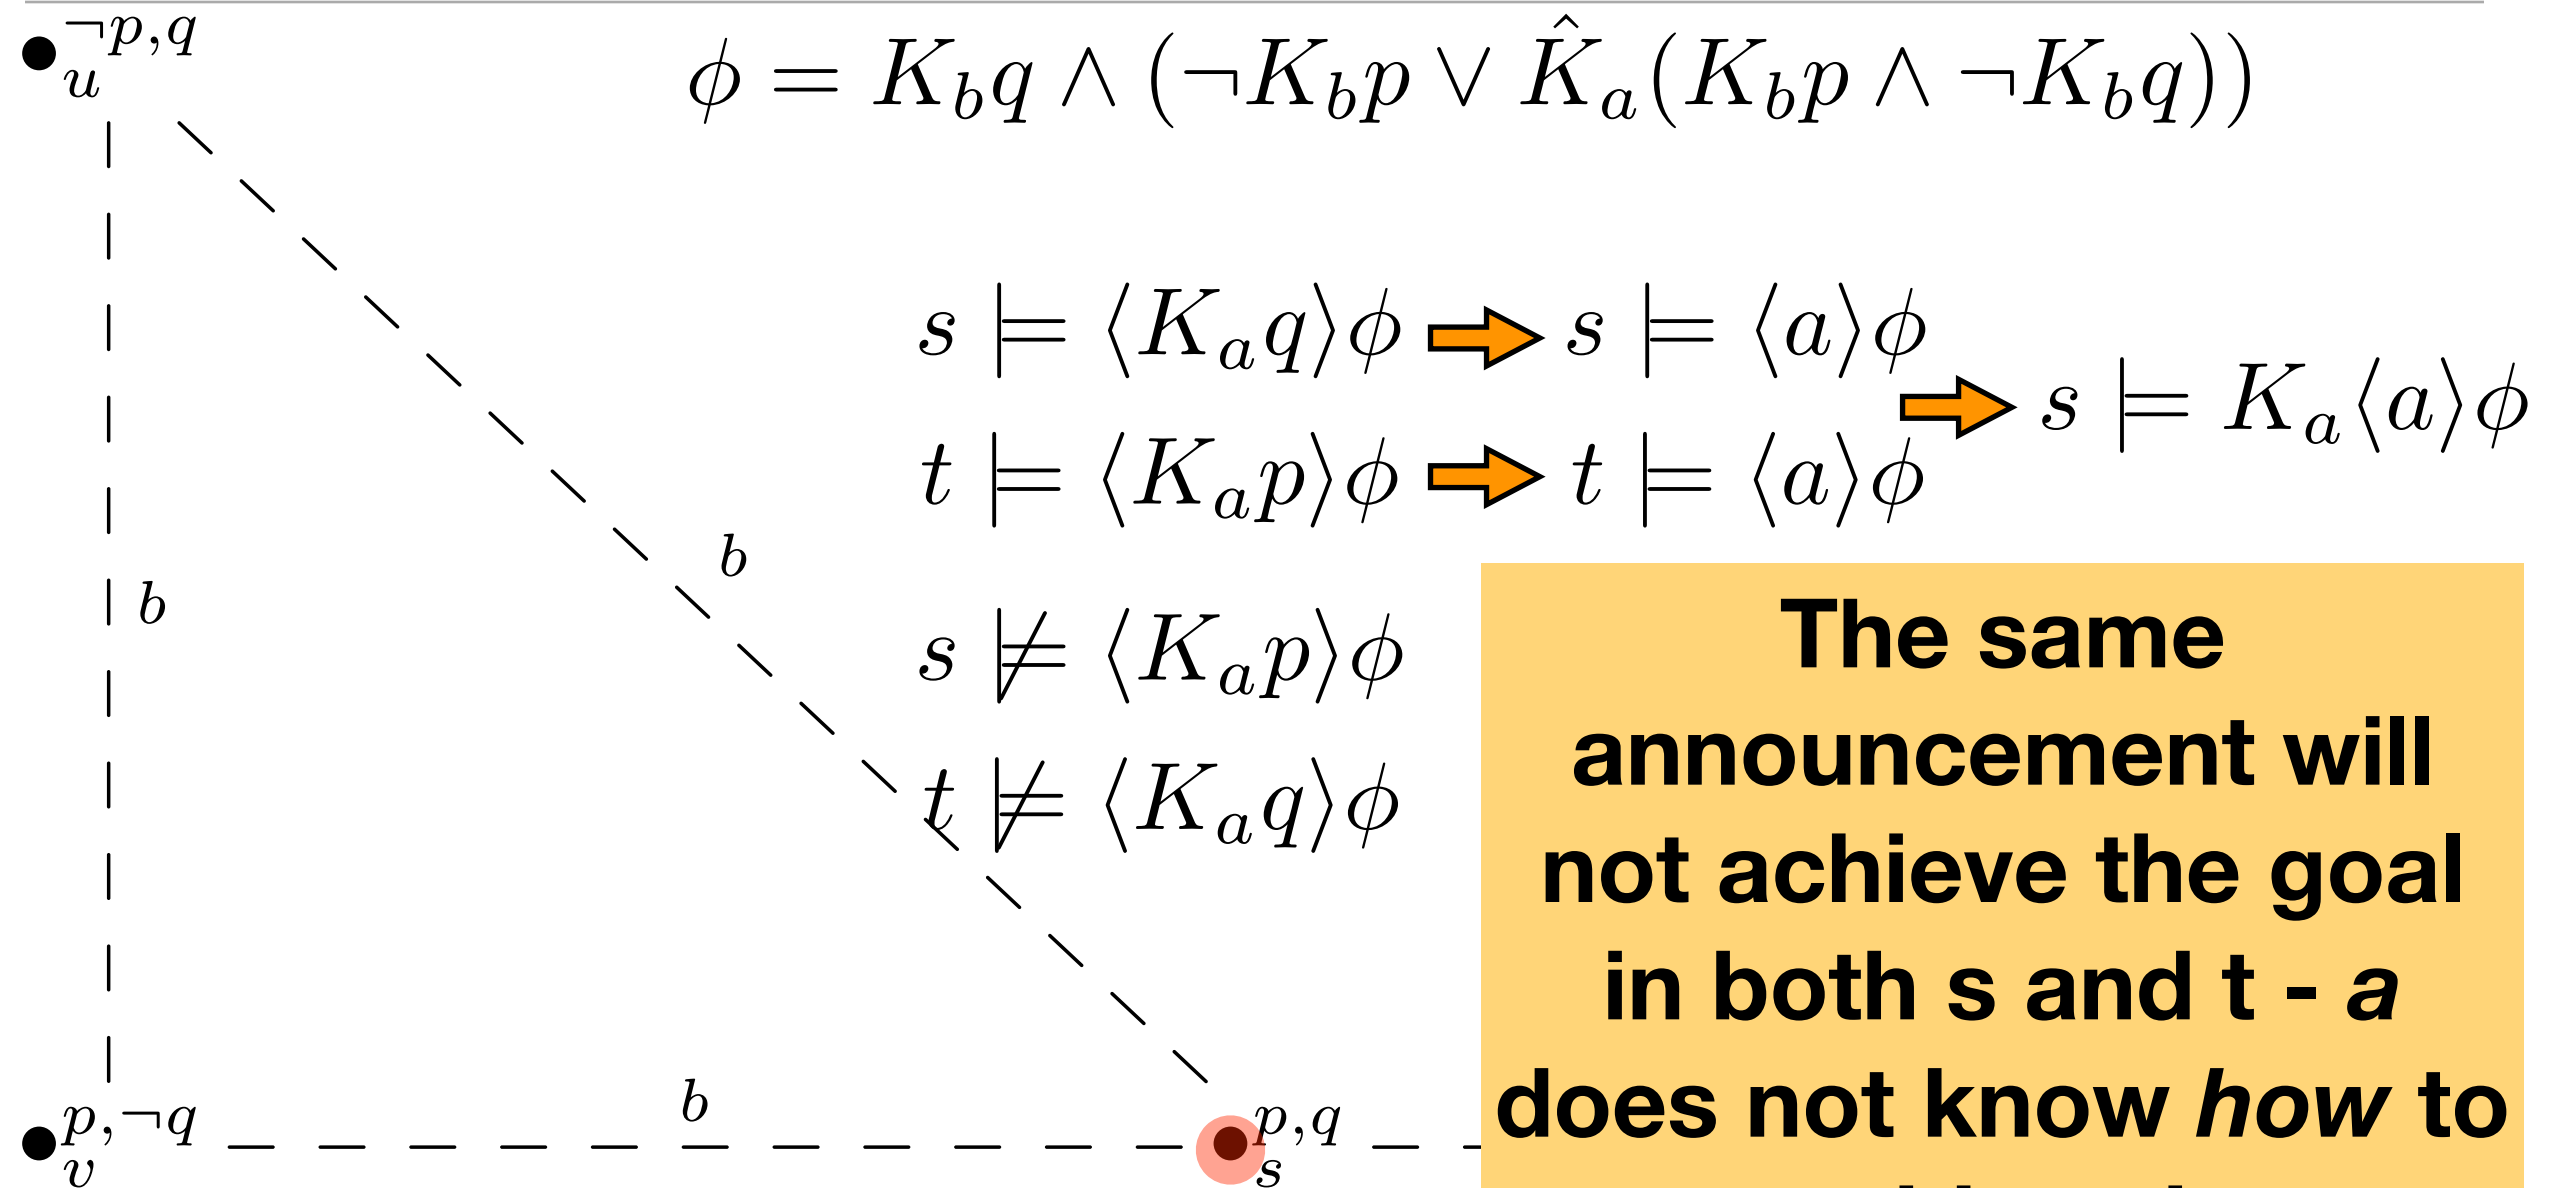 ¬p,q
u
ϕ = K_b q ∧ (¬K_b p ∨ K̂_a(K_b p ∧ ¬K_b q))
s ⊨ ⟨K_a q⟩ϕ s ⊨ ⟨a⟩ϕ
s ⊨ K_a⟨a⟩ϕ
t ⊨ ⟨K_a p⟩ϕ t ⊨ ⟨a⟩ϕ
b
b
s ⊭ ⟨K_a p⟩ϕ
t ⊭ ⟨K_a q⟩ϕ
The same
announcement will
not achieve the goal
in both s and t - a
does not know how to
b
p,¬q
v
p,q
s